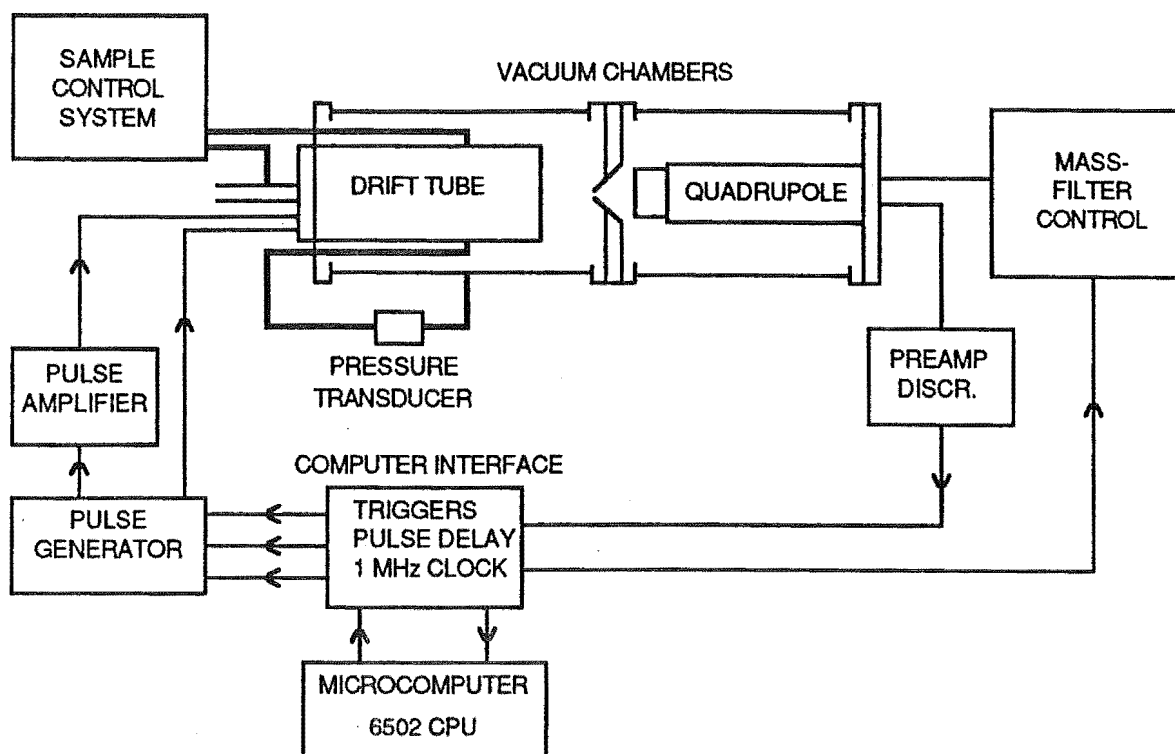 SAMPLE
CONTROL
SYSTEM
VACUUM CHAMBERS
DRIFT TUBE
QUADRUPOLE
MASS-
FILTER
CONTROL
PULSE
AMPLIFIER
PRESSURE
TRANSDUCER
PREAMP
DISCR.
COMPUTER INTERFACE
PULSE
GENERATOR
TRIGGERS
PULSE DELAY
1 MHz CLOCK
MICROCOMPUTER
6502 CPU